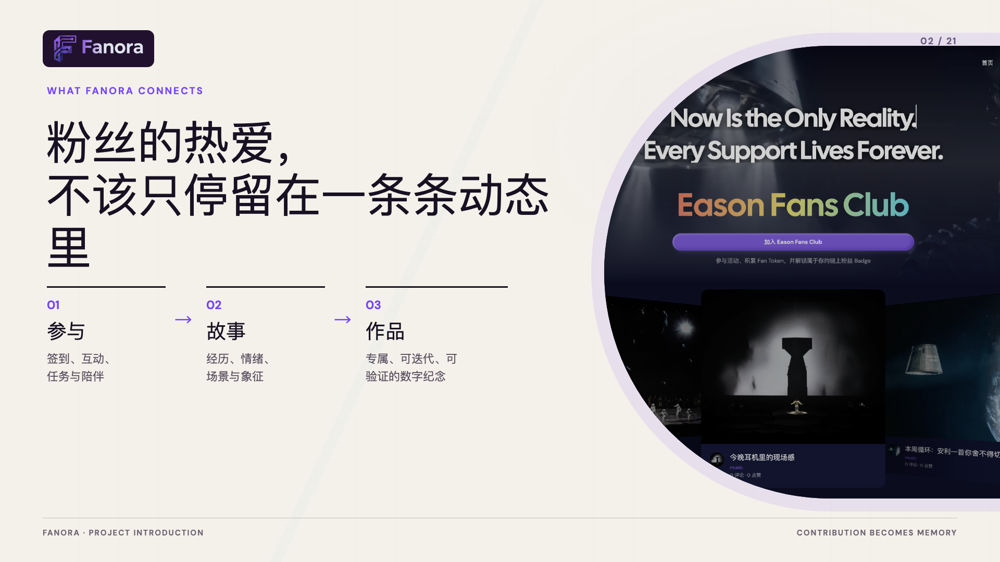 Fanora
02 / 21
WHAT FANORA CONNECTS
粉丝的热爱，
不该只停留在一条条动态
里
01
参与
签到、互动、
任务与陪伴
→
02
故事
经历、情绪、
场景与象征
→
03
作品
专属、可迭代、可
验证的数字纪念
首页
Now Is the Only Reality.
Every Support Lives Forever.
Eason Fans Club
加入 Eason Fans Club
参与活动、积累 Fan Token，并解锁属于你的链上粉丝 Badge
今晚耳机里的现场感
music
0 评论 · 0 点赞
本周循环：安利一首你舍不得切
music
0 评论 · 0 点赞
FANORA · PROJECT INTRODUCTION
CONTRIBUTION BECOMES MEMORY